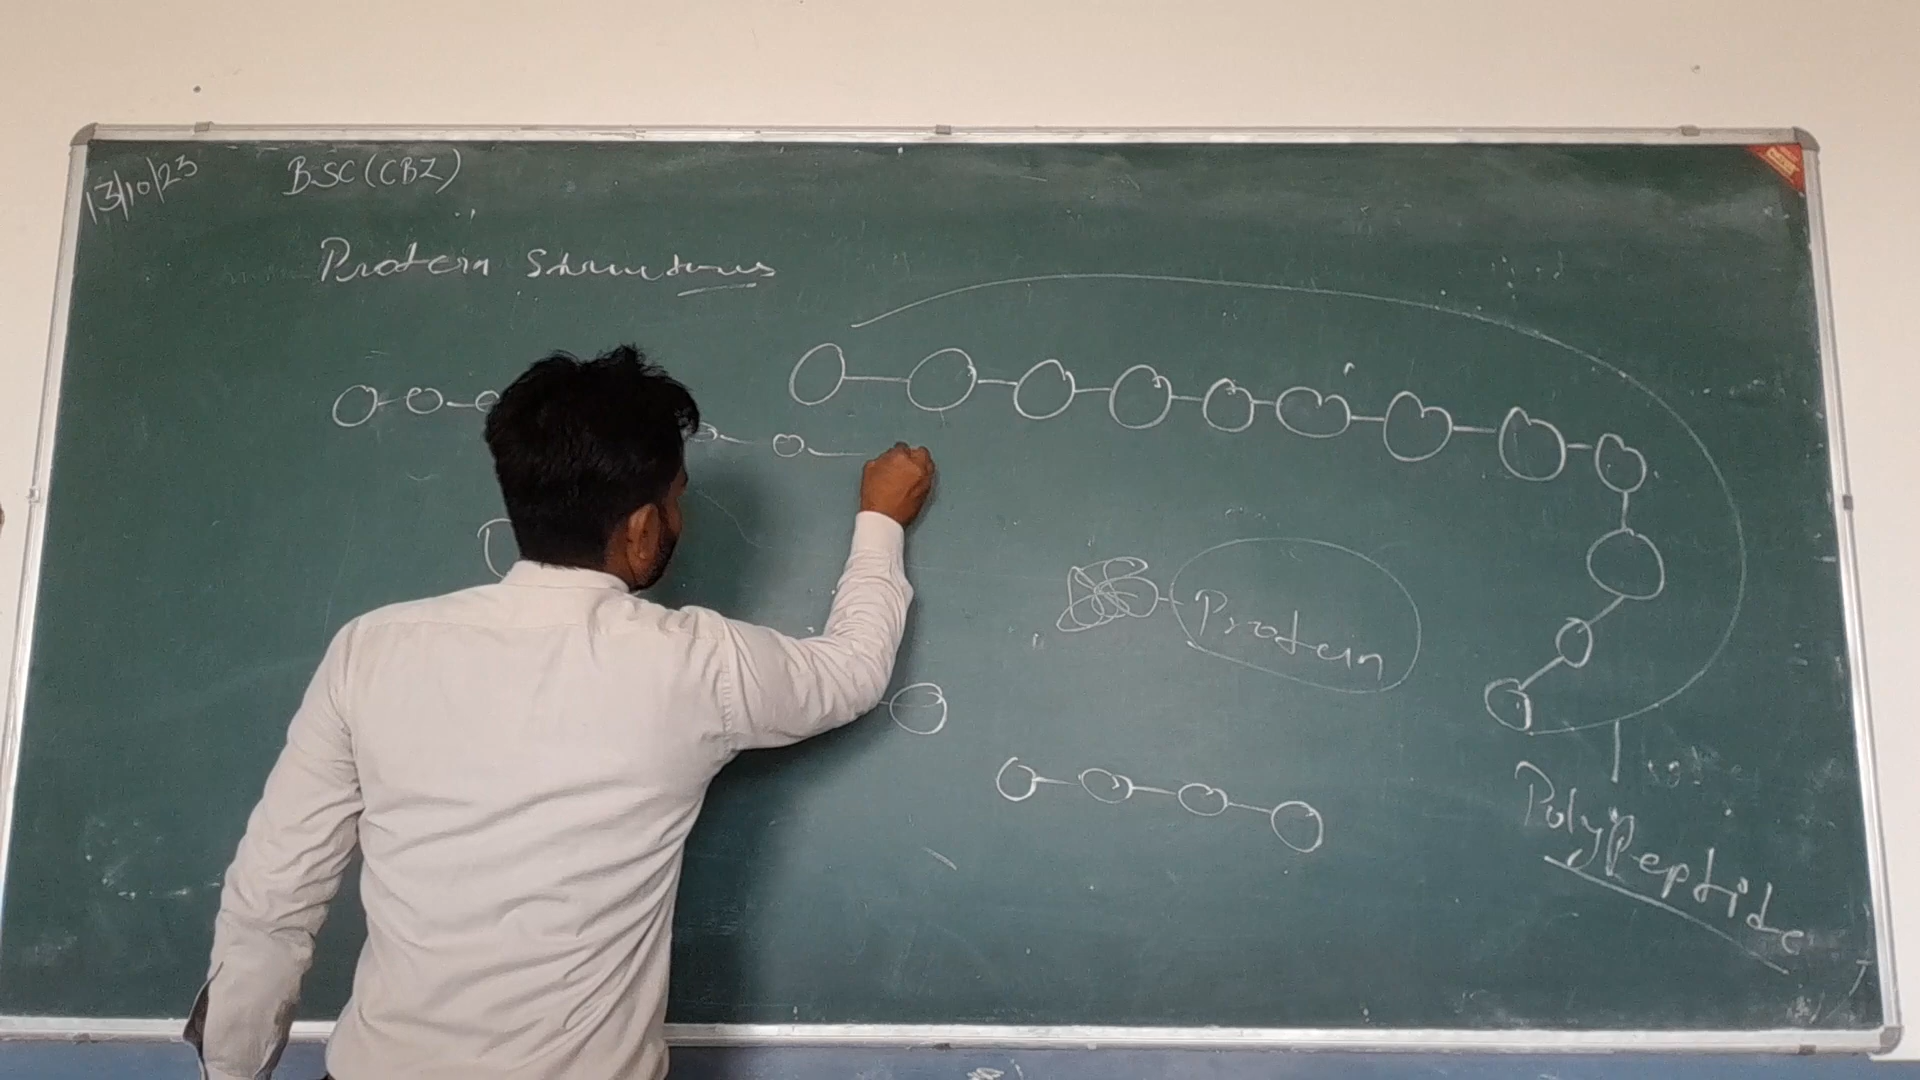 13/10/23
BSC (CBZ)
Protein Structures
Protein
Polypeptide